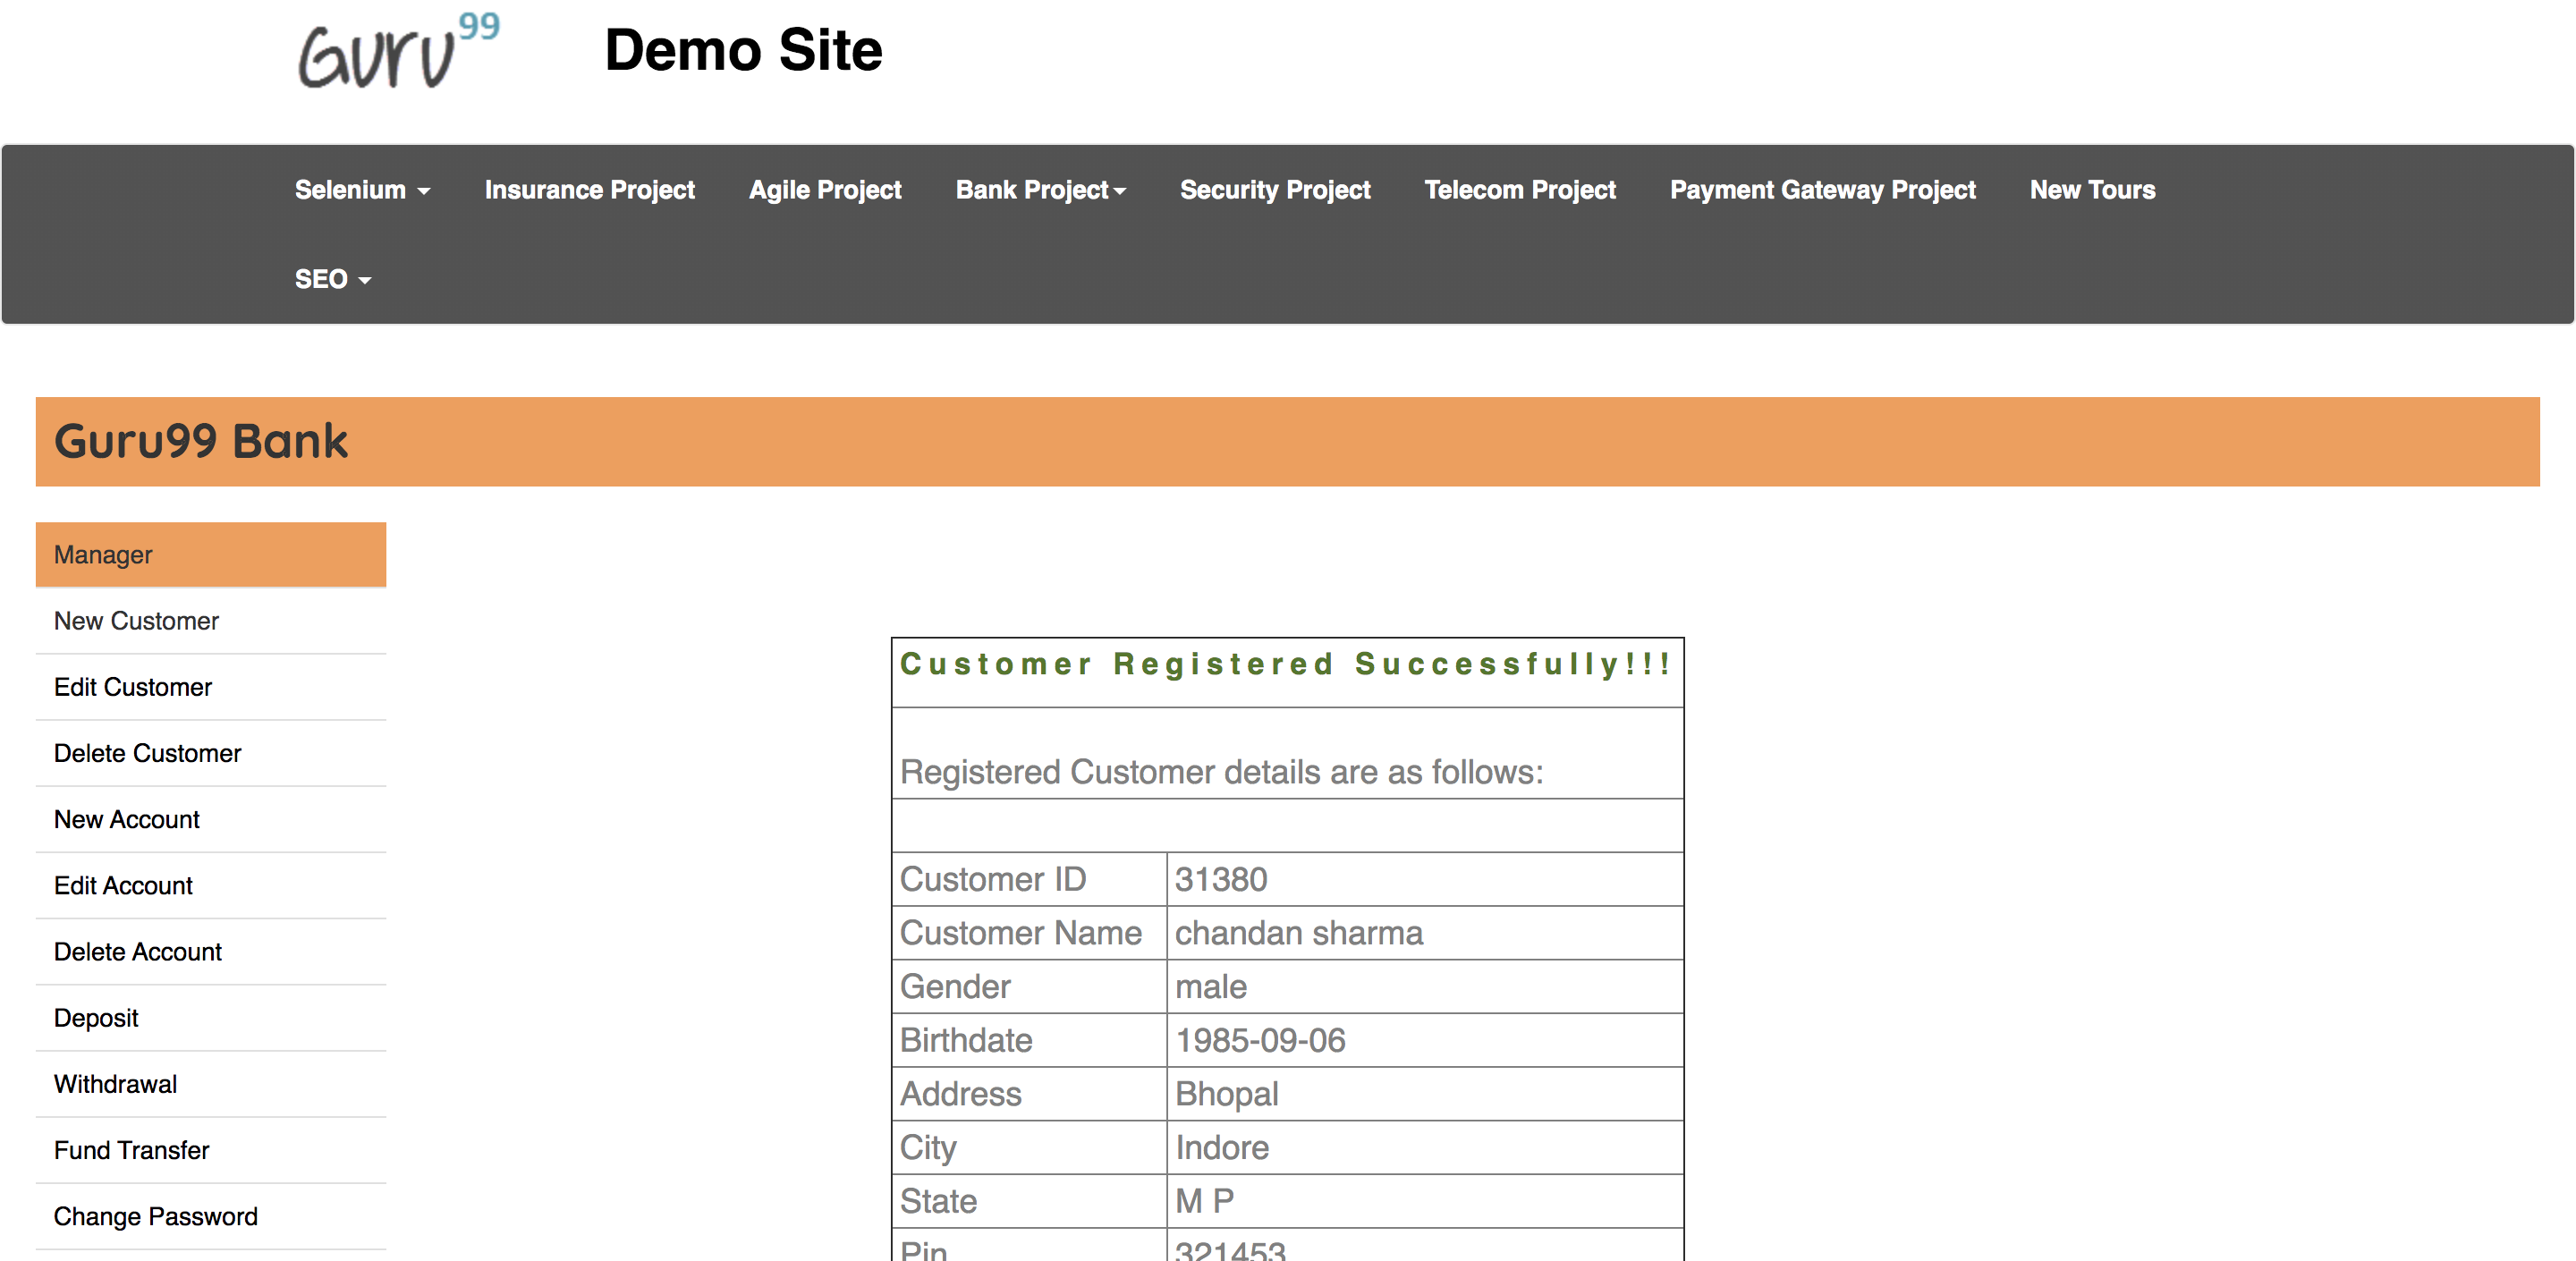 Guru99
Demo Site
Selenium Insurance Project Agile Project Bank Project Security Project Telecom Project Payment Gateway Project New Tours
SEO
Guru99 Bank
Manager
New Customer
Edit Customer
Delete Customer
New Account
Edit Account
Delete Account
Deposit
Withdrawal
Fund Transfer
Change Password
Customer Registered Successfully!!!
Registered Customer details are as follows:
Customer ID 31380
Customer Name chandan sharma
Gender male
Birthdate 1985-09-06
Address Bhopal
City Indore
State M P
Pin 321453